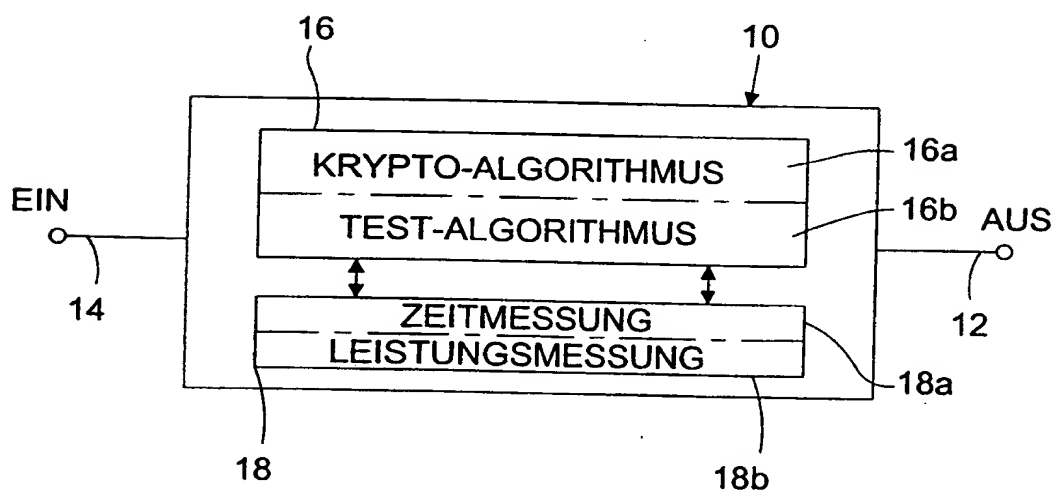 16
10
KRYPTO-ALGORITHMUS
16a
EIN
TEST-ALGORITHMUS
16b
AUS
14
ZEITMESSUNG
12
LEISTUNGSMESSUNG
18a
18
18b